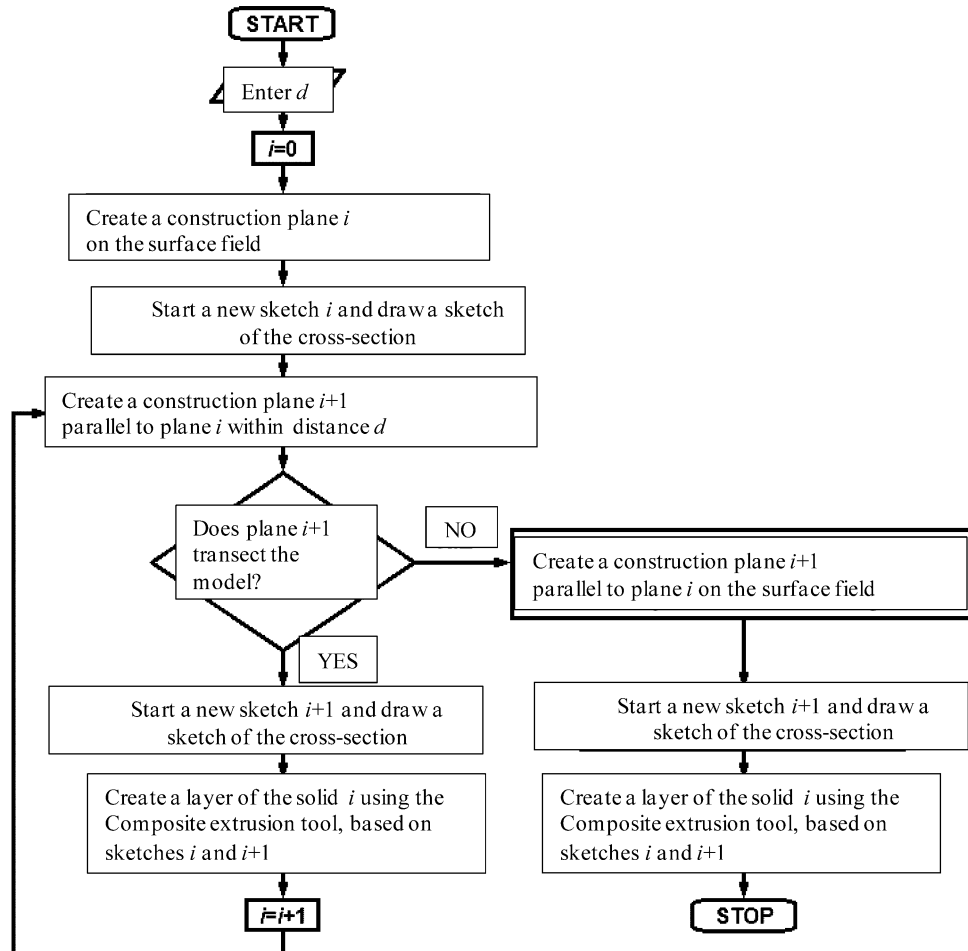 START
Enter d
i=0
Create a construction plane i
on the surface field
Start a new sketch i and draw a sketch
of the cross-section
Create a construction plane i+1
parallel to plane i within distance d
Does plane i+1
transect the
model?
NO
Create a construction plane i+1
parallel to plane i on the surface field
YES
Start a new sketch i+1 and draw a
sketch of the cross-section
Start a new sketch i+1 and draw a
sketch of the cross-section
Create a layer of the solid i using the
Composite extrusion tool, based on
sketches i and i+1
Create a layer of the solid i using the
Composite extrusion tool, based on
sketches i and i+1
i=i+1
STOP